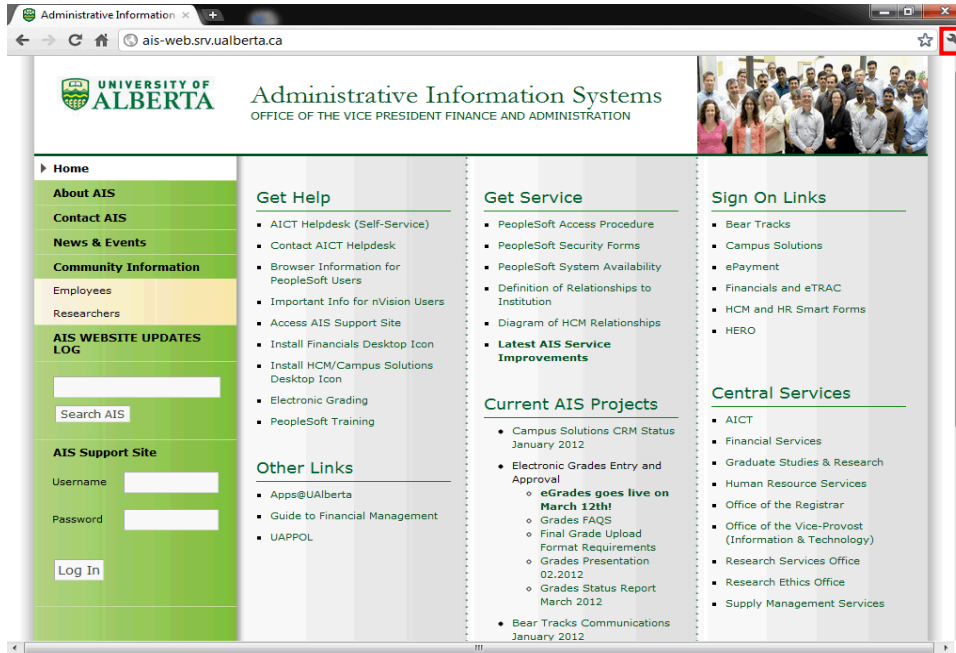 Administrative Information
ais-web.srv.ualberta.ca
UNIVERSITY OF
ALBERTA
Administrative Information Systems
OFFICE OF THE VICE PRESIDENT FINANCE AND ADMINISTRATION
Home
About AIS
Contact AIS
News & Events
Community Information
Employees
Researchers
AIS WEBSITE UPDATES
LOG
Search AIS
AIS Support Site
Username
Password
Log In
Get Help
AICT Helpdesk (Self-Service)
Contact AICT Helpdesk
Browser Information for
PeopleSoft Users
Important Info for nVision Users
Access AIS Support Site
Install Financials Desktop Icon
Install HCM/Campus Solutions
Desktop Icon
Electronic Grading
PeopleSoft Training
Other Links
Apps@UAlberta
Guide to Financial Management
UAPPOL
Get Service
PeopleSoft Access Procedure
PeopleSoft Security Forms
PeopleSoft System Availability
Definition of Relationships to
Institution
Diagram of HCM Relationships
Latest AIS Service
Improvements
Current AIS Projects
Campus Solutions CRM Status
January 2012
Electronic Grades Entry and
Approval
eGrades goes live on
March 12th!
Grades FAQS
Final Grade Upload
Format Requirements
Grades Presentation
02.2012
Grades Status Report
March 2012
Bear Tracks Communications
January 2012
Sign On Links
Bear Tracks
Campus Solutions
ePayment
Financials and eTRAC
HCM and HR Smart Forms
HERO
Central Services
AICT
Financial Services
Graduate Studies & Research
Human Resource Services
Office of the Registrar
Office of the Vice-Provost
(Information & Technology)
Research Services Office
Research Ethics Office
Supply Management Services